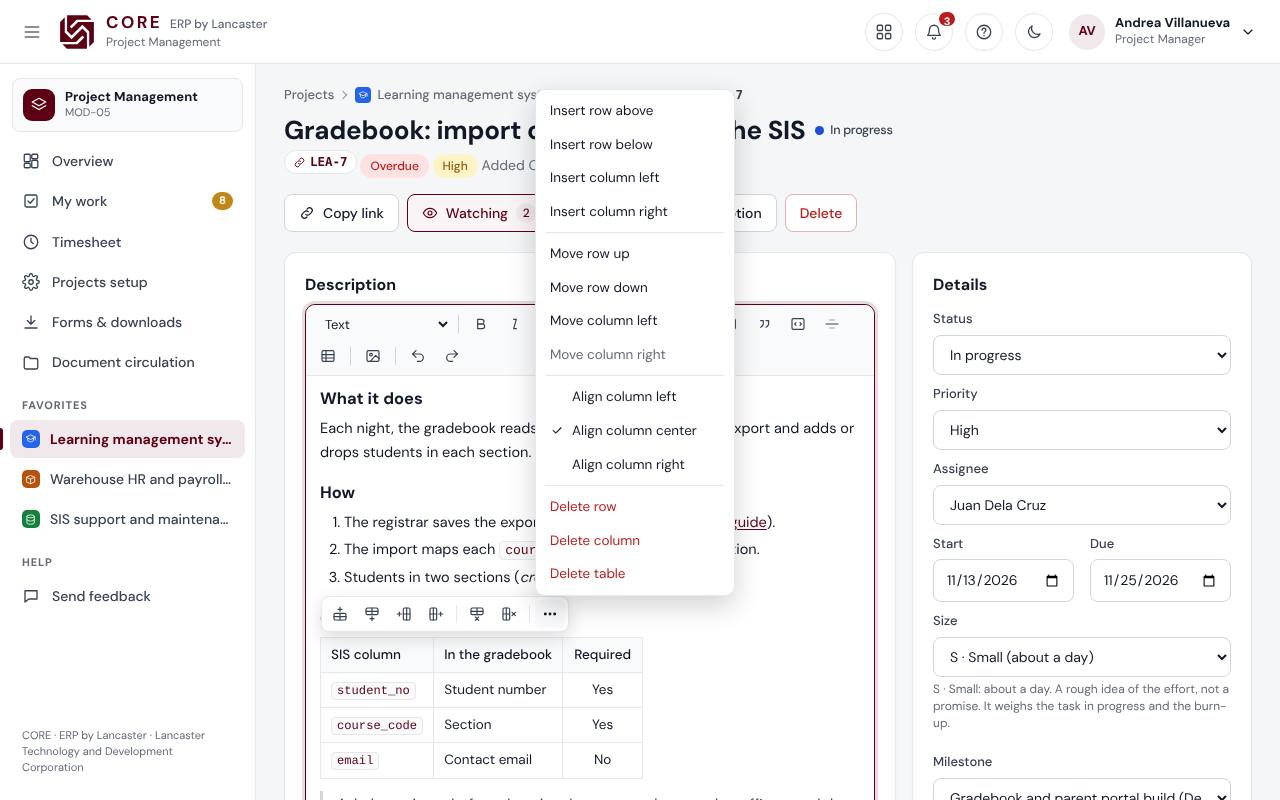 CORE ERP by Lancaster
Project Management
3
AV
Andrea Villanueva
Project Manager
Project Management
MOD-05
Overview
My work 8
Timesheet
Projects setup
Forms & downloads
Document circulation
FAVORITES
Learning management sy...
Warehouse HR and payroll...
SIS support and maintena...
HELP
Send feedback
CORE · ERP by Lancaster · Lancaster
Technology and Development
Corporation
Projects
Learning management
7
Gradebook: import
the SIS
In progress
LEA-7
Overdue
High
Added
Copy link
Watching 2
Delete
Description
Text
B
I
What it does
Each night, the gradebook reads
export and adds or
drops students in each section.
How
1. The registrar saves the
guide).
2. The import maps each
3. Students in two sections (
Insert row above
Insert row below
Insert column left
Insert column right
Move row up
Move row down
Move column left
Move column right
Align column left
Align column center
Align column right
Delete row
Delete column
Delete table
SIS column In the gradebook Required
student_no Student number Yes
course_code Section Yes
email Contact email No
Details
Status
In progress
Priority
High
Assignee
Juan Dela Cruz
Start Due
11/13/2026 11/25/2026
Size
S · Small (about a day)
S · Small: about a day. A rough idea of the effort, not a
promise. It weighs the task in progress and the burn-
up.
Milestone
Gradebook and parent portal build (De